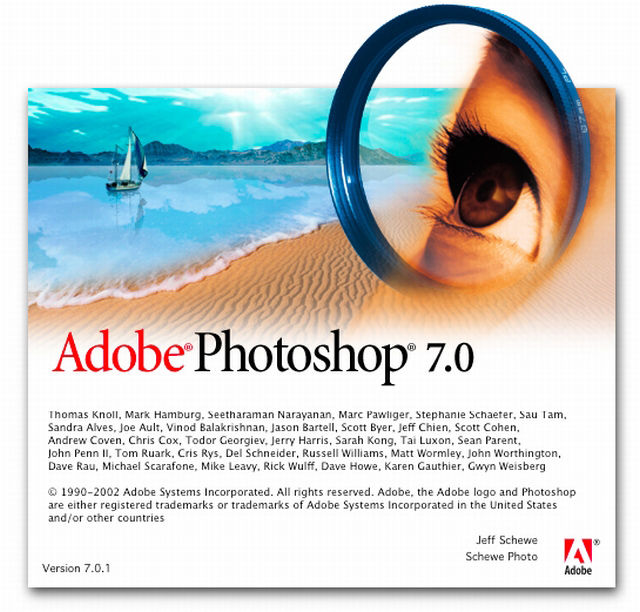 Adobe® Photoshop® 7.0
Thomas Knoll, Mark Hamburg, Seetharaman Narayanan, Marc Pawliger, Stephanie Schaefer, Sau Tam,
Sandra Alves, Joe Ault, Vinod Balakrishnan, Jason Bartell, Scott Byer, Jeff Chien, Scott Cohen,
Andrew Coven, Chris Cox, Todor Georgiev, Jerry Harris, Sarah Kong, Tai Luxon, Sean Parent,
John Penn II, Tom Ruark, Cris Rys, Del Schneider, Russell Williams, Matt Wormley, John Worthington,
Dave Rau, Michael Scarafone, Mike Leavy, Rick Wulff, Dave Howe, Karen Gauthier, Gwyn Weisberg
© 1990-2002 Adobe Systems Incorporated. All rights reserved. Adobe, the Adobe logo and Photoshop
are either registered trademarks or trademarks of Adobe Systems Incorporated in the United States
and/or other countries
Jeff Schewe
Schewe Photo
Version 7.0.1
Adobe®